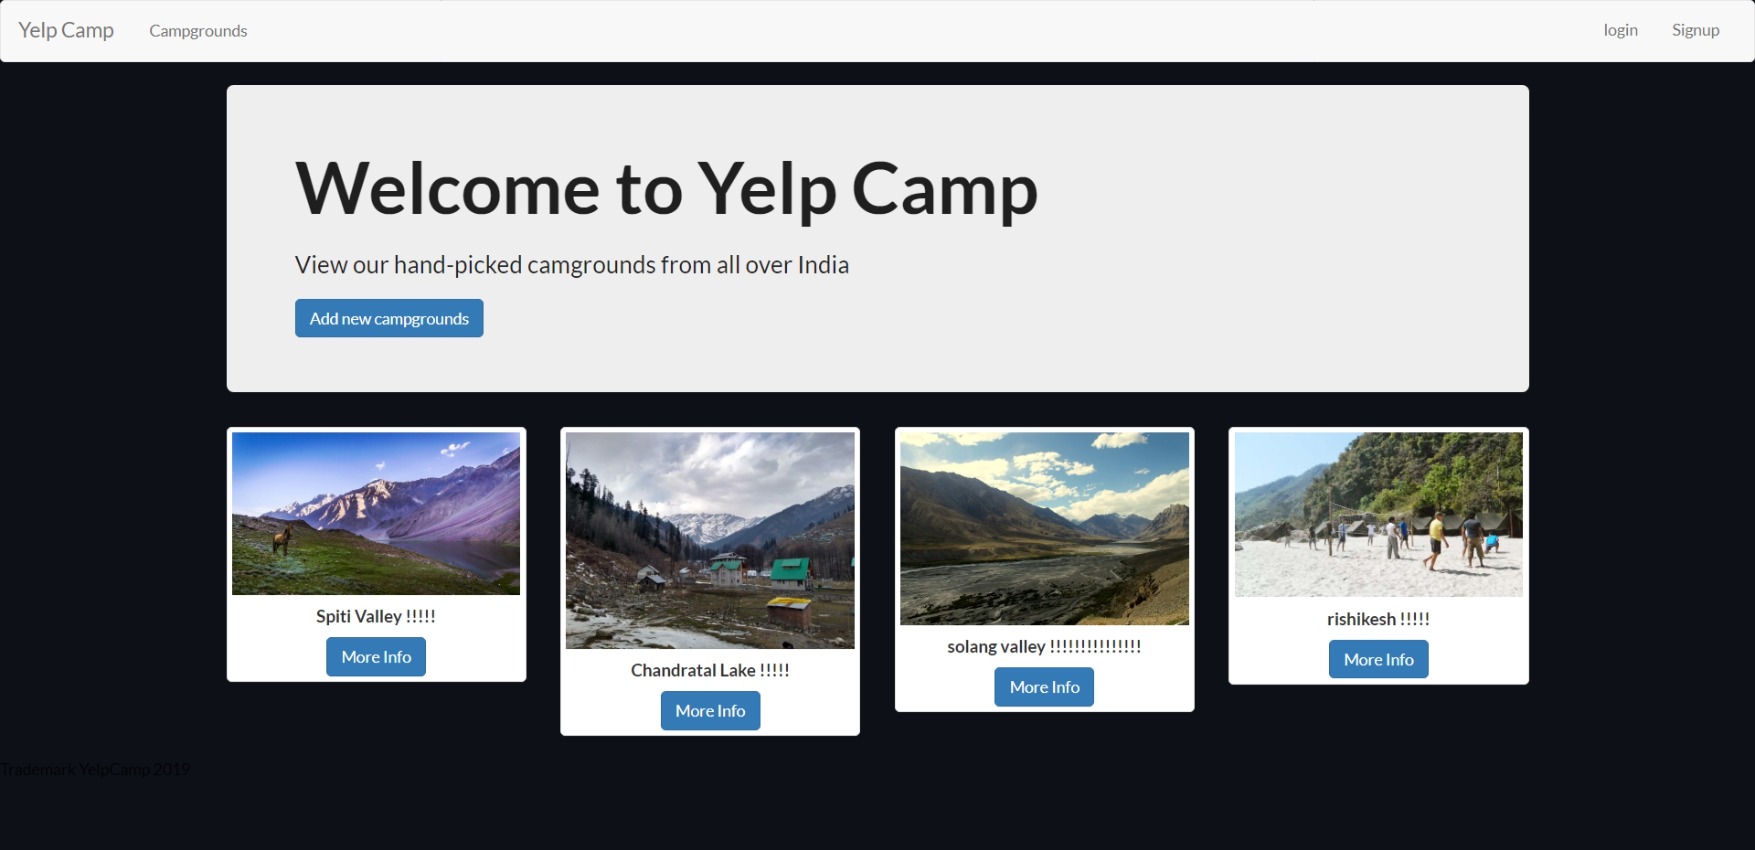 Yelp Camp Campgrounds login Signup
Welcome to Yelp Camp
View our hand-picked camgrounds from all over India
Add new campgrounds
Spiti Valley !!!!!
More Info
Chandratal Lake !!!!!
More Info
solang valley !!!!!!!!!!!!!!!
More Info
rishikesh !!!!!
More Info
Trademark YelpCamp 2019